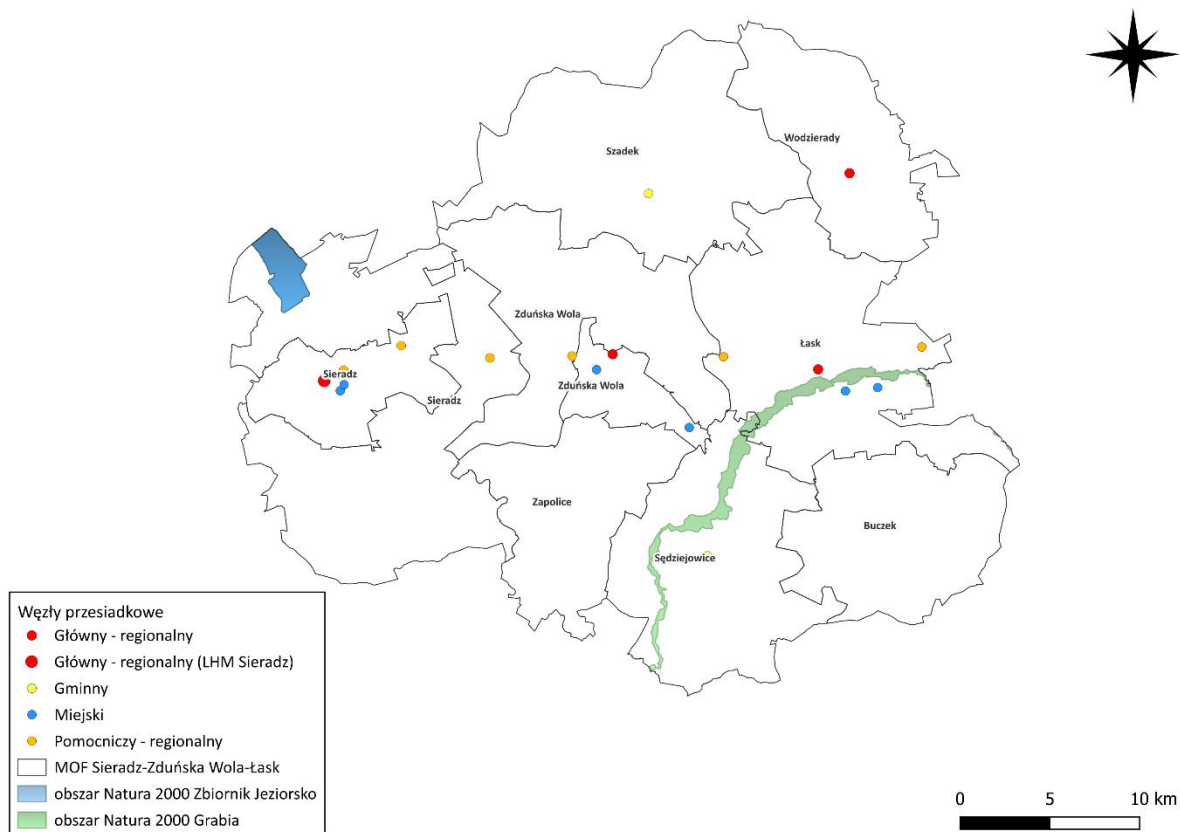 Wodzierady
Szadek
Zduńska Wola
Łask
Sieradz
Zduńska Wola
Sieradz
Zapolice
Buczek
Sędziejowice
Węzły przesiadkowe
Główny - regionalny
Główny - regionalny (LHM Sieradz)
Gminny
Miejski
Pomocniczy - regionalny
MOF Sieradz-Zduńska Wola-Łask
obszar Natura 2000 Zbiornik Jeziorsko
obszar Natura 2000 Grabia
0 5 10 km